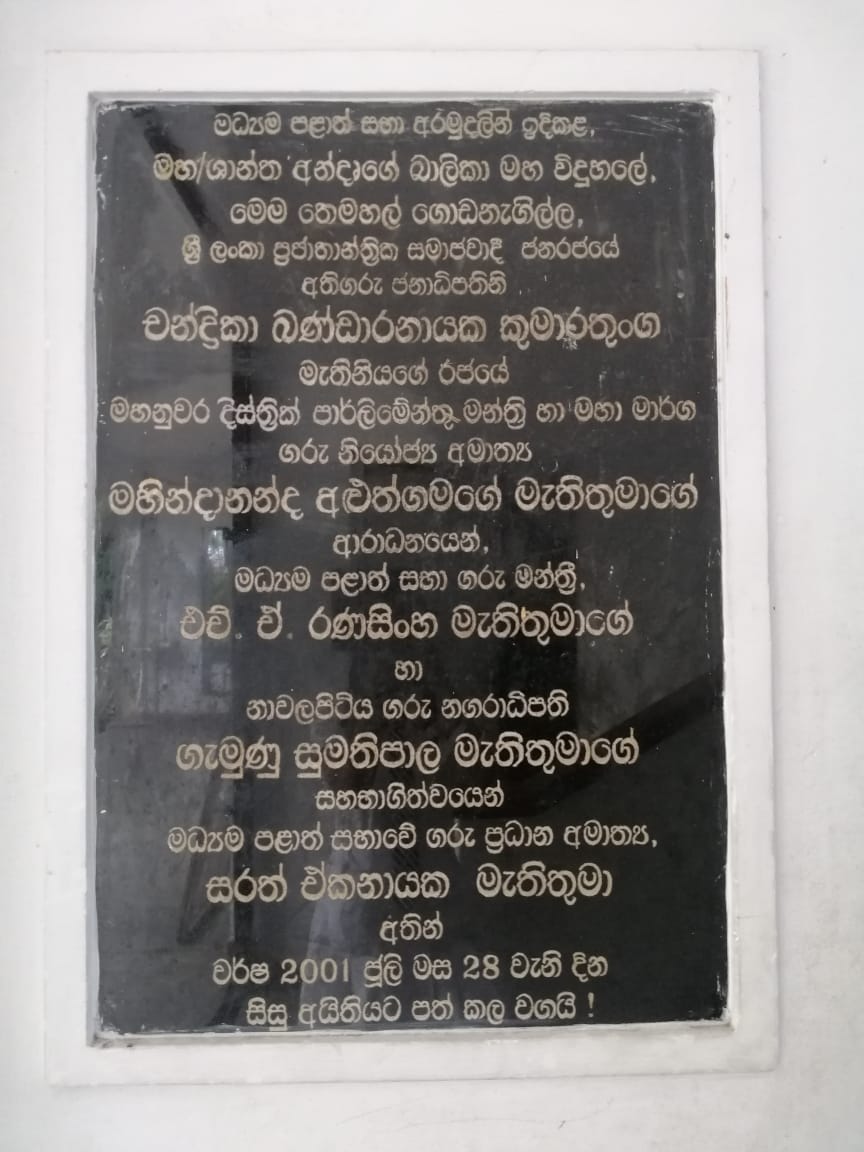 මධ්‍යම පළාත් සභා අරමුදලින් ඉදිකළ,
මහ/ශාන්ත අන්දෘගේ බාලිකා මහ විදුහලේ,
මෙම තෙමහල් ගොඩනැගිල්ල,
ශ්‍රී ලංකා ප්‍රජාතාන්ත්‍රික සමාජවාදී ජනරජයේ
අතිගරු ජනාධිපතිනි
චන්ද්‍රිකා බණ්ඩාරනායක කුමාරතුංග
මැතිනියගේ රජයේ
මහනුවර දිස්ත්‍රික් පාර්ලිමේන්තු මන්ත්‍රි හා මහා මාර්ග
ගරු නියෝජ්‍ය අමාත්‍ය
මහින්දානන්ද අළුත්ගමගේ මැතිතුමාගේ
ආරාධනයෙන්,
මධ්‍යම පළාත් සභා ගරු මන්ත්‍රී,
එච්. ඒ. රණසිංහ මැතිතුමාගේ
හා
නාවලපිටිය ගරු නගරාධිපති
ගැමුණු සුමතිපාල මැතිතුමාගේ
සහභාගිත්වයෙන්
මධ්‍යම පළාත් සභාවේ ගරු ප්‍රධාන අමාත්‍ය,
සරත් ඒකනායක මැතිතුමා
අතින්
වර්ෂ 2001 ජූලි මස 28 වැනි දින
සිසු අයිතියට පත් කල වගයි !